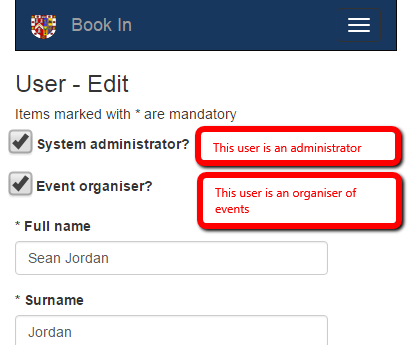 Book In
User - Edit
Items marked with * are mandatory
System administrator?
This user is an administrator
Event organiser?
This user is an organiser of
events
* Full name
Sean Jordan
* Surname
Jordan